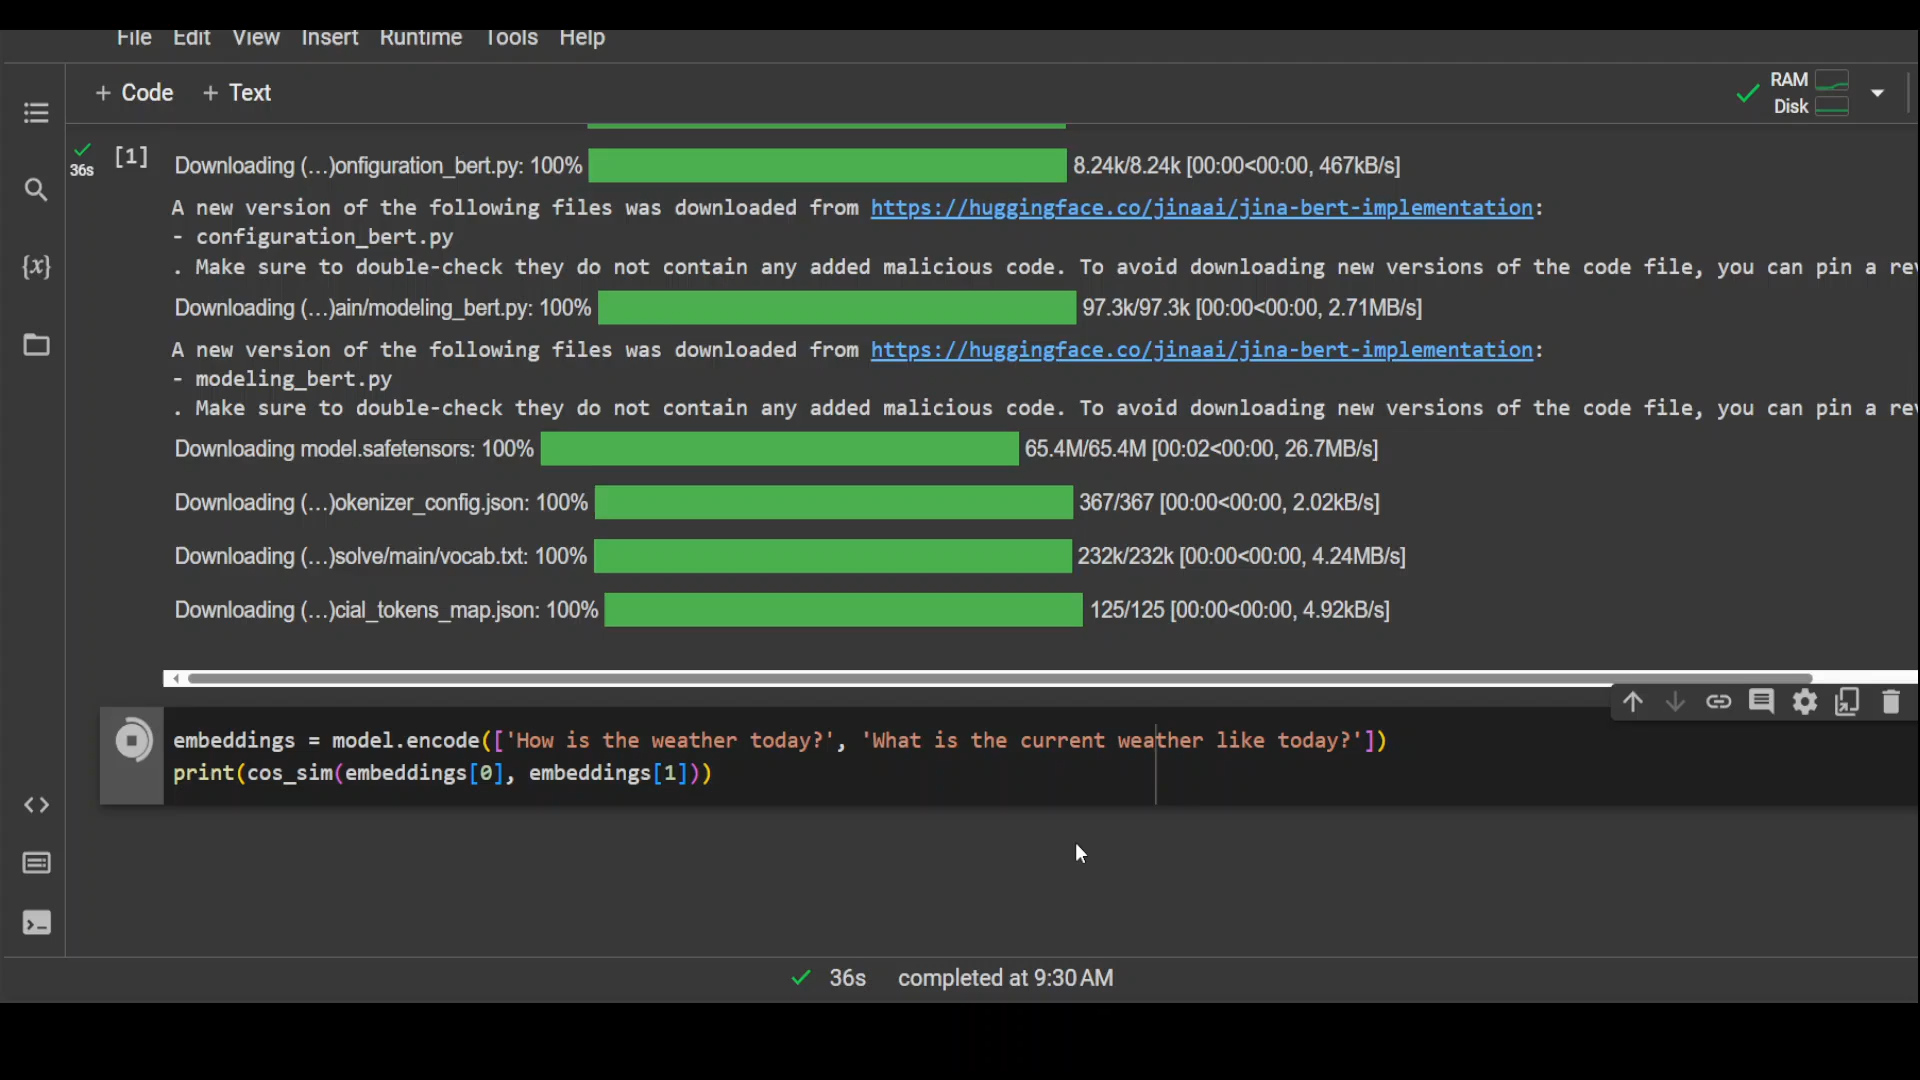 File Edit View Insert Runtime Tools Help
+ Code + Text
RAM
Disk
36s
[1]
Downloading (…)onfiguration_bert.py: 100% 8.24k/8.24k [00:00<00:00, 467kB/s]
A new version of the following files was downloaded from https://huggingface.co/jinaai/jina-bert-implementation:
- configuration_bert.py
. Make sure to double-check they do not contain any added malicious code. To avoid downloading new versions of the code file, you can pin a rev
Downloading (…)ain/modeling_bert.py: 100% 97.3k/97.3k [00:00<00:00, 2.71MB/s]
A new version of the following files was downloaded from https://huggingface.co/jinaai/jina-bert-implementation:
- modeling_bert.py
. Make sure to double-check they do not contain any added malicious code. To avoid downloading new versions of the code file, you can pin a rev
Downloading model.safetensors: 100% 65.4M/65.4M [00:02<00:00, 26.7MB/s]
Downloading (…)okenizer_config.json: 100% 367/367 [00:00<00:00, 2.02kB/s]
Downloading (…)solve/main/vocab.txt: 100% 232k/232k [00:00<00:00, 4.24MB/s]
Downloading (…)cial_tokens_map.json: 100% 125/125 [00:00<00:00, 4.92kB/s]
embeddings = model.encode(['How is the weather today?', 'What is the current weather like today?'])
print(cos_sim(embeddings[0], embeddings[1]))
36s completed at 9:30 AM